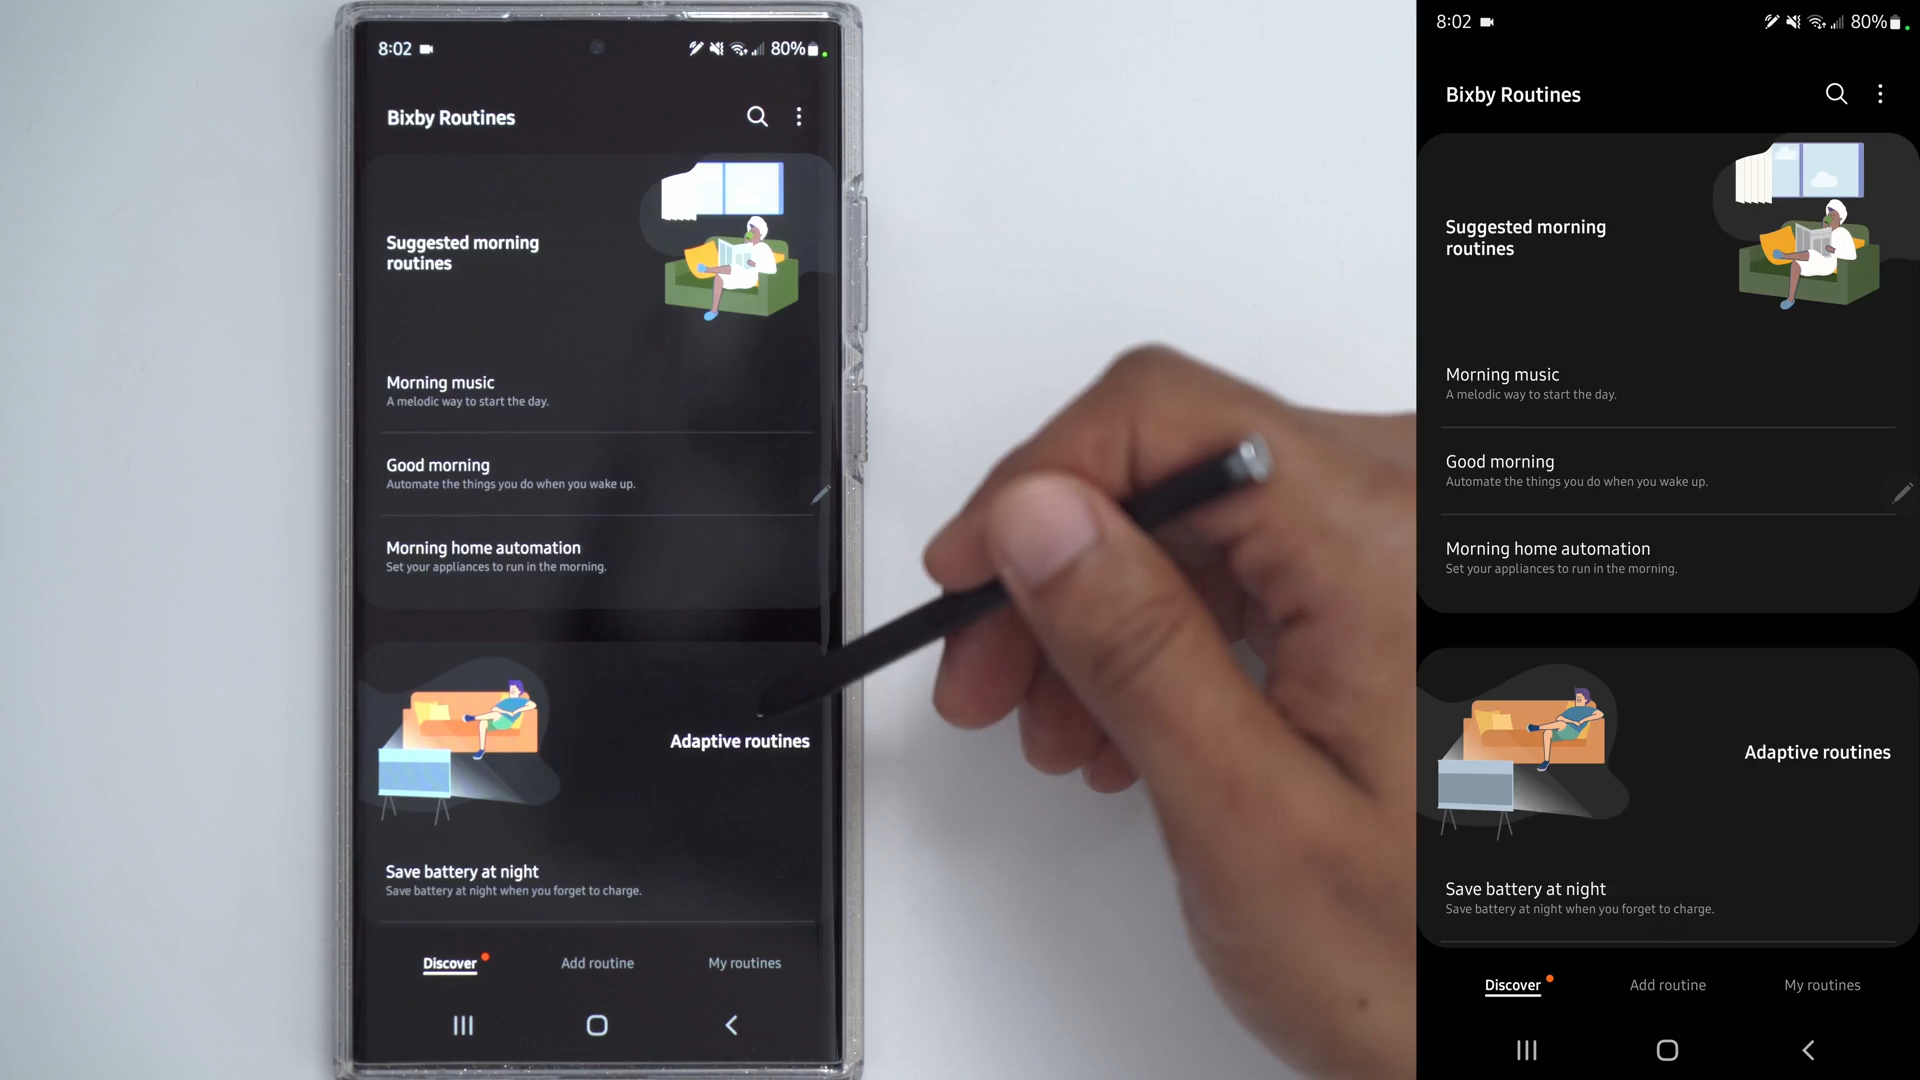 8:02
80%
Bixby Routines
Suggested morning
routines
Morning music
A melodic way to start the day.
Good morning
Automate the things you do when you wake up.
Morning home automation
Set your appliances to run in the morning.
Adaptive routines
Save battery at night
Save battery at night when you forget to charge.
Discover
Add routine
My routines
8:02
80%
Bixby Routines
Suggested morning
routines
Morning music
A melodic way to start the day.
Good morning
Automate the things you do when you wake up.
Morning home automation
Set your appliances to run in the morning.
Adaptive routines
Save battery at night
Save battery at night when you forget to charge.
Discover
Add routine
My routines